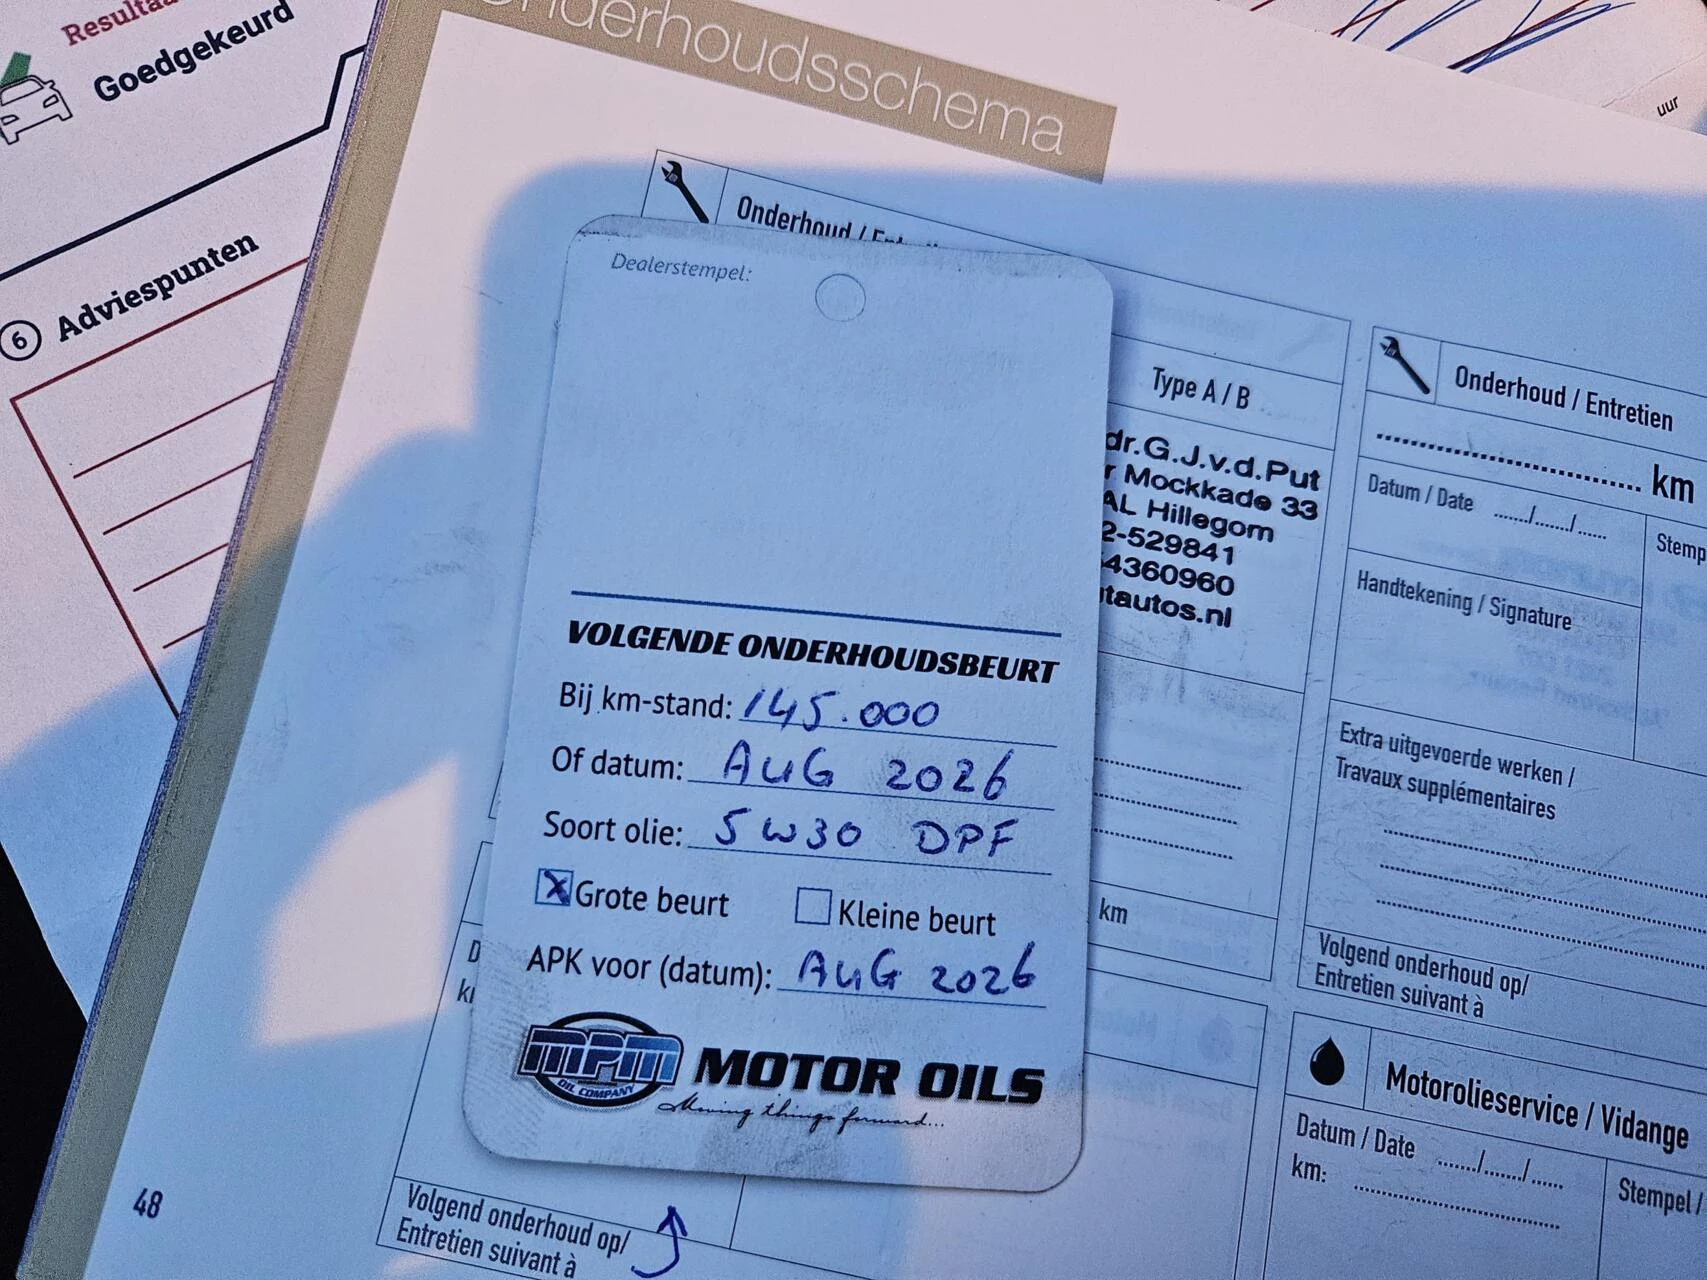 Goedgekeurd
6 Adviespunten
Onderhoudsschema
uur
Onderhoud /
Type A / B
dr.G.J.v.d.Put
Mockkade 33
AL Hillegom
2-529841
4360960
tautos.nl
km
Dealerstempel:
VOLGENDE ONDERHOUDSBEURT
Bij km-stand: 145.000
Of datum: AUG 2026
Soort olie: 5W30 DPF
X Grote beurt Kleine beurt
APK voor (datum): AUG 2026
MPM OIL COMPANY
MOTOR OILS
Moving things forward...
Volgend onderhoud op/
Entretien suivant à
48
Onderhoud / Entretien
km
Datum / Date ....../....../......
Stemp
Handtekening / Signature
Extra uitgevoerde werken /
Travaux supplémentaires
Volgend onderhoud op/
Entretien suivant à
Motorolieservice / Vidange
Datum / Date ......./......./......
km:
Stempel /